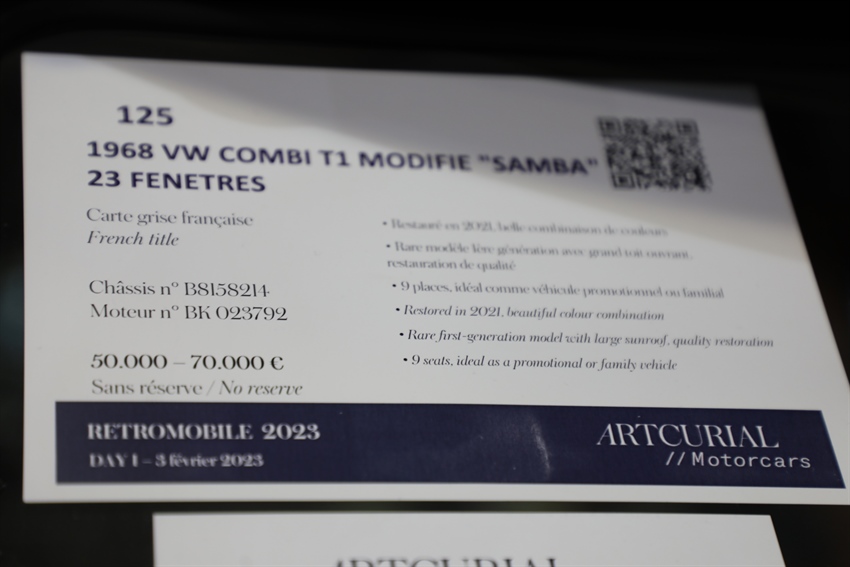 125
1968 VW COMBI T1 MODIFIE "SAMBA"
23 FENETRES
Carte grise française
French title
Châssis n° B8158214
Moteur n° BK 023792
50.000 – 70.000 €
Sans réserve / No reserve
• Restauré en 2021, belle combinaison de couleurs
• Rare modèle 1ère génération avec grand toit ouvrant,
restauration de qualité
• 9 places, idéal comme véhicule promotionnel ou familial
• Restored in 2021, beautiful colour combination
• Rare first-generation model with large sunroof, quality restoration
• 9 seats, ideal as a promotional or family vehicle
RETROMOBILE 2023
DAY 1 – 3 février 2023
ARTCURIAL
// Motorcars
ARTCURIAL